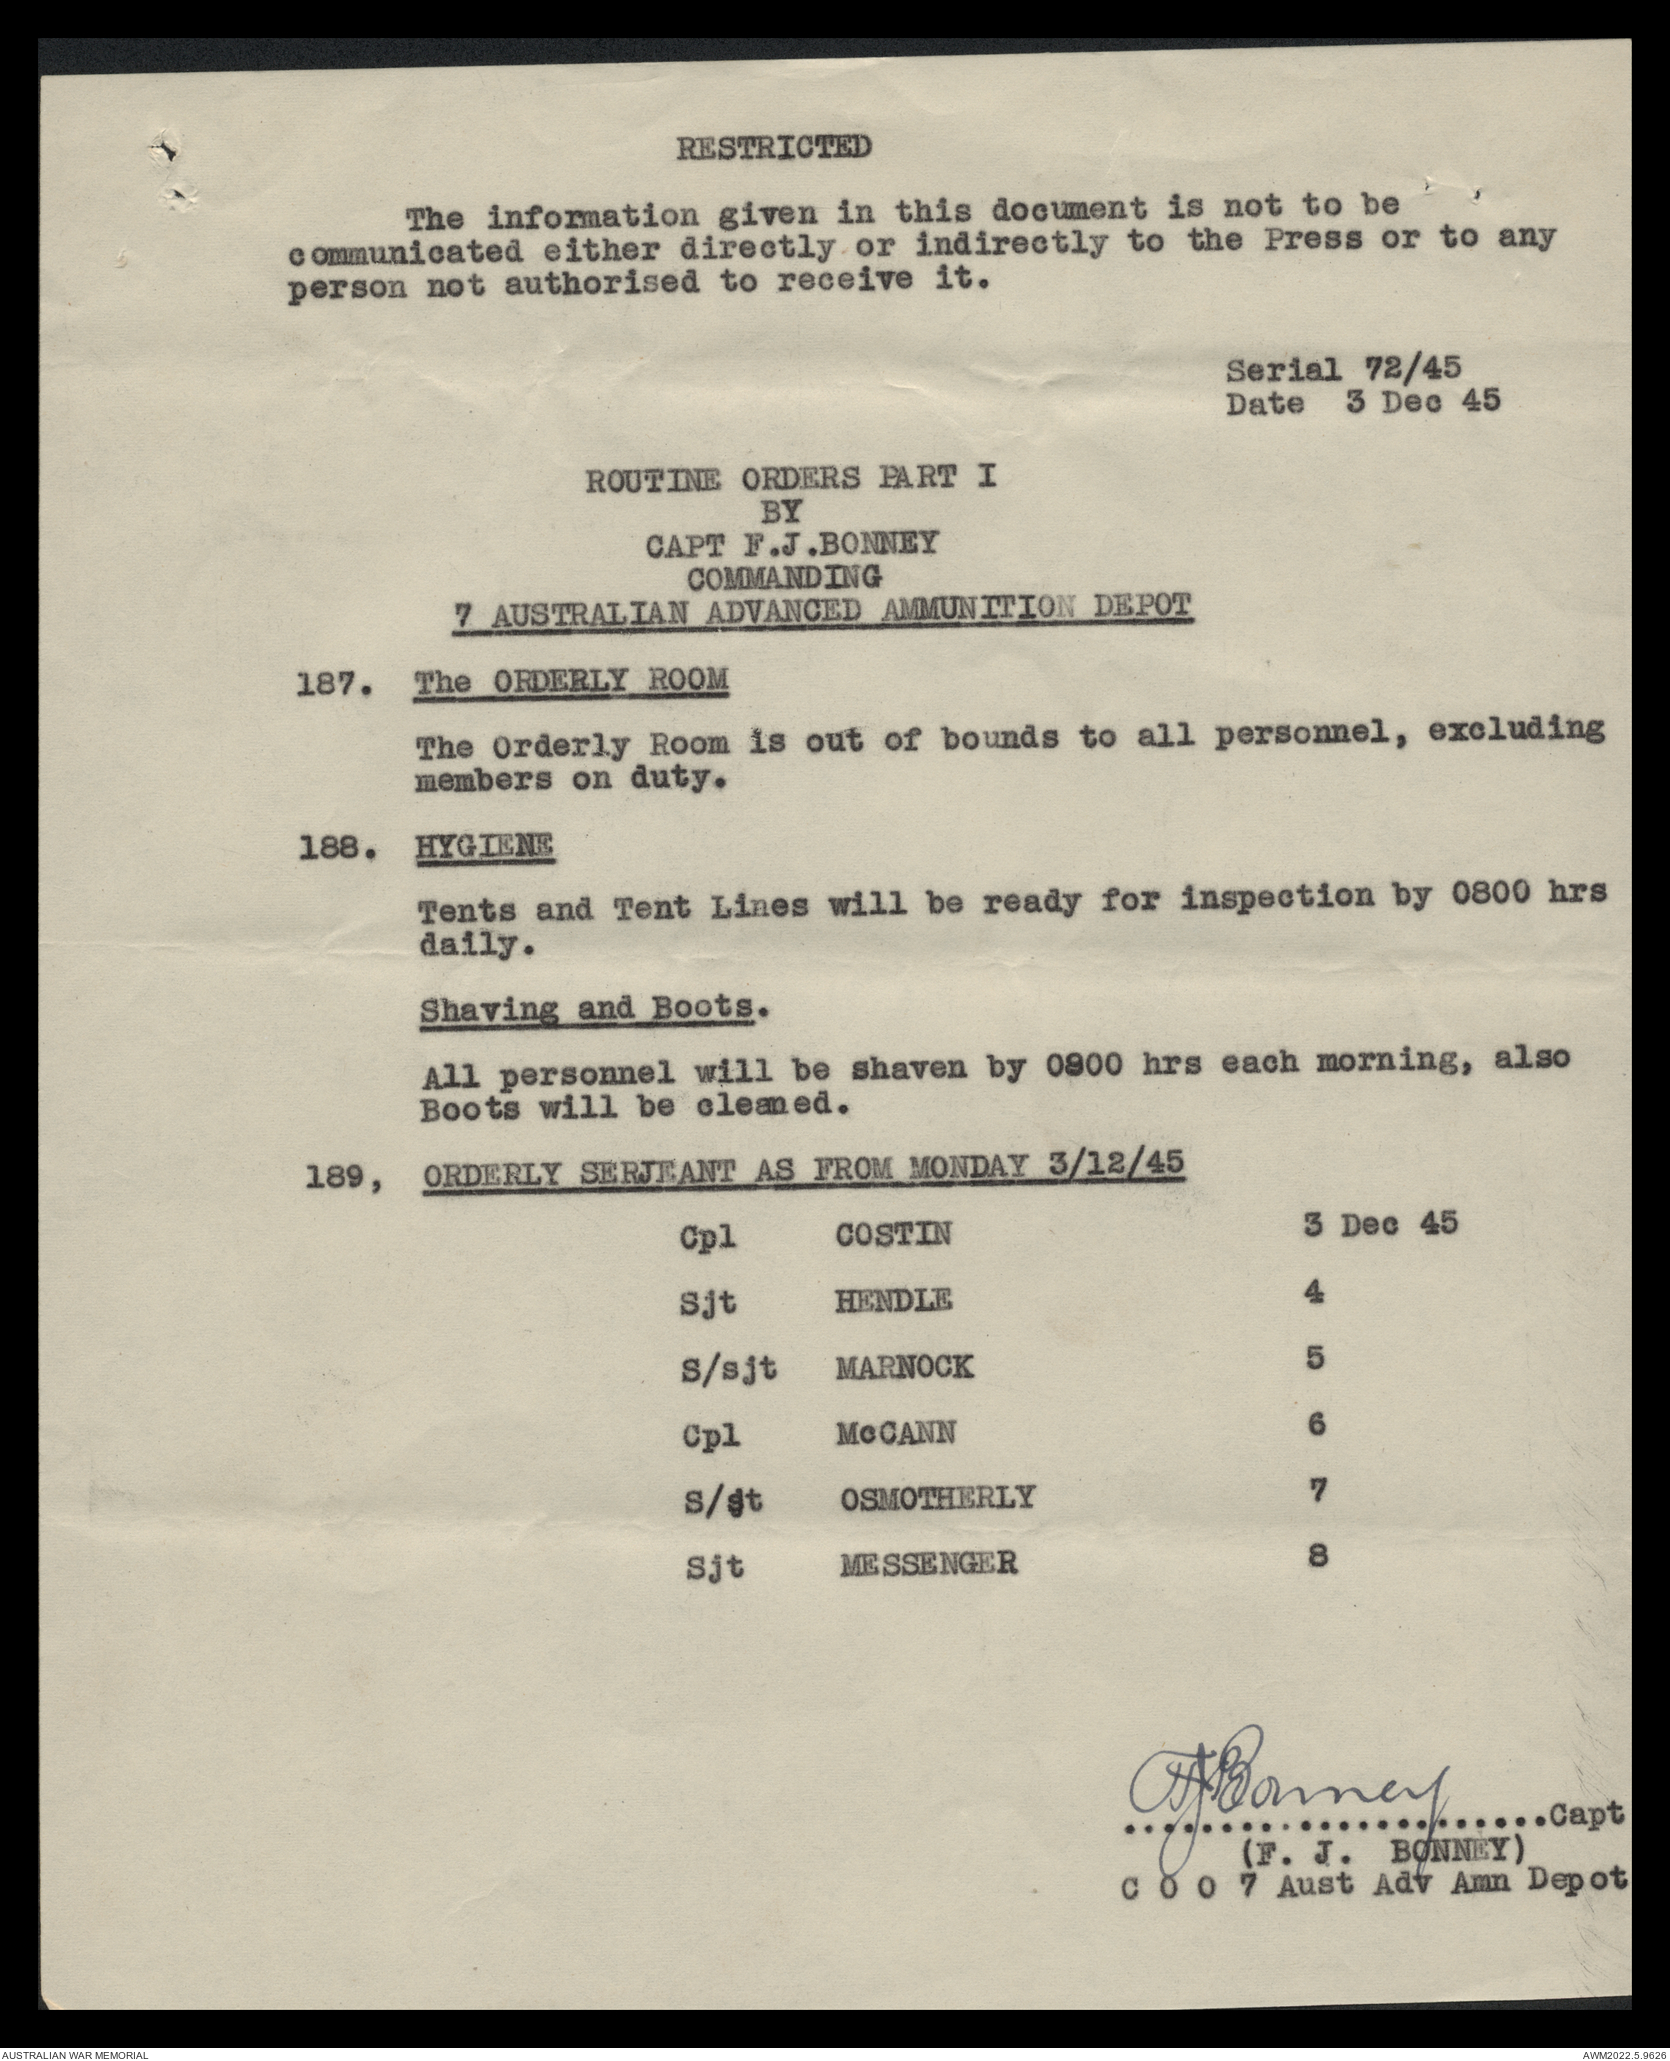 RESTRICTED
The information given in this document is not to be
communicated either directly or indirectly to the Press or to any
person not authorised to receive it.
Serial 72/45
Date 3 Dec 45
ROUTINE ORDERS PART I
BY
CAPT F.J.BONNEY
COMMANDING
7 AUSTRALIAN ADVANCED AMMUNITION DEPOT
187. The ORDERLY ROOM
The Orderly Room is out of bounds to all personnel, excluding
members on duty.
188. HYGIENE
Tents and Tent Lines will be ready for inspection by 0800 hrs
daily.
Shaving and Boots.
All personnel will be shaven by 0900 hrs each morning, also
Boots will be cleaned.
189, ORDERLY SERJEANT AS FROM MONDAY 3/12/45
Cpl COSTIN 3 Dec 45
Sjt HENDLE 4
S/sjt MARNOCK 5
Cpl McCANN 6
S/sjt OSMOTHERLY 7
Sjt MESSENGER 8
FJBonney
......................Capt
(F. J. BONNEY)
C O O 7 Aust Adv Amn Depot
AUSTRALIAN WAR MEMORIAL AWM2022.5.9626